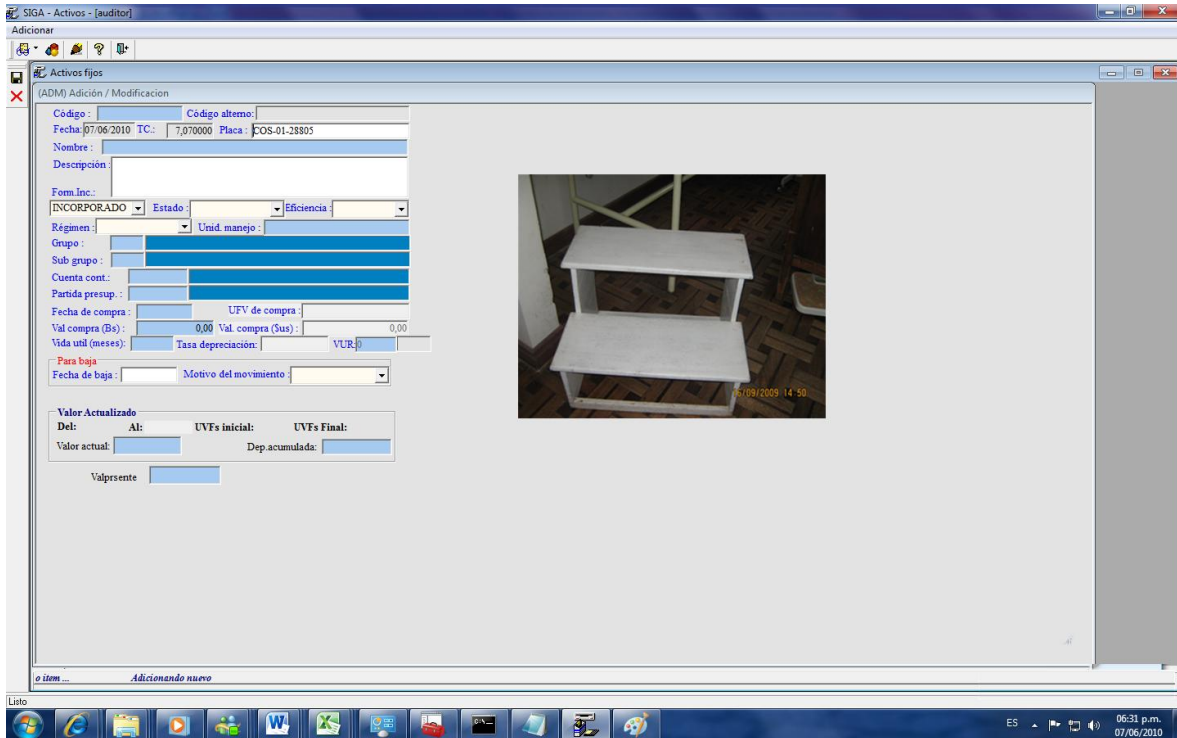 SIGA - Activos - [auditor]
Adicionar
Activos fijos
(ADM) Adición / Modificacion
Código :
Código alterno:
Fecha: 07/06/2010 TC.: 7,070000 Placa : COS-01-28805
Nombre :
Descripción :
Form.Inc.:
INCORPORADO Estado : Eficiencia :
Régimen : Unid. manejo :
Grupo :
Sub grupo :
Cuenta cont.:
Partida presup. :
Fecha de compra : UFV de compra :
Val compra (Bs) : 0,00 Val. compra ($us) : 0,00
Vida util (meses): Tasa depreciación: VUR: 0
Para baja
Fecha de baja : Motivo del movimiento :
Valor Actualizado
Del: Al: UVFs inicial: UVFs Final:
Valor actual: Dep.acumulada:
Valprsente
/09/2009 14:50
o item ... Adicionando nuevo
Listo
ES 06:31 p.m.
07/06/2010